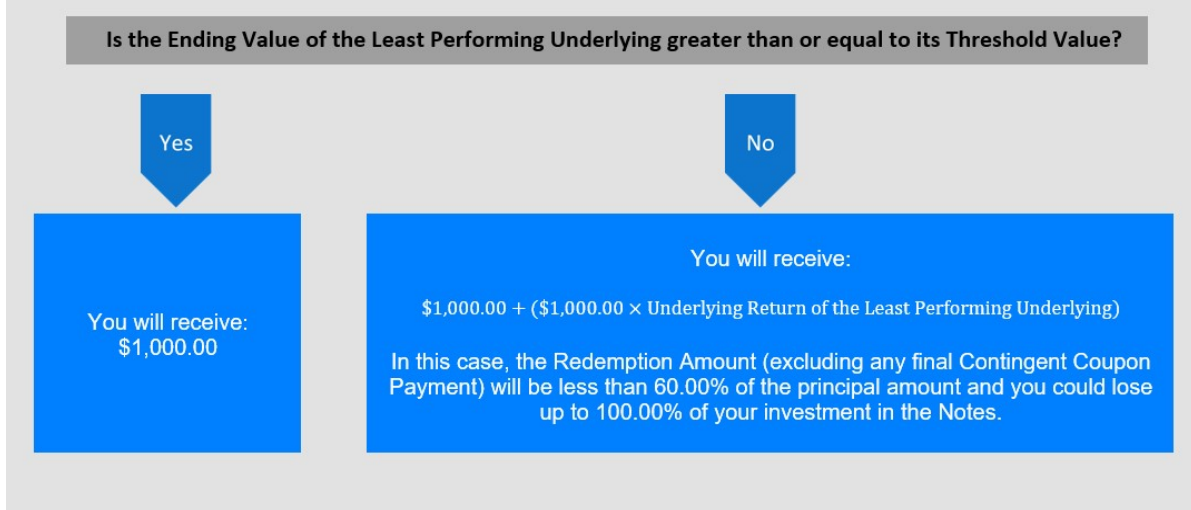 Is the Ending Value of the Least Performing Underlying greater than or equal to its Threshold Value?
Yes
No
You will receive:
$1,000.00
You will receive:
$1,000.00 + ($1,000.00 × Underlying Return of the Least Performing Underlying)
In this case, the Redemption Amount (excluding any final Contingent Coupon
Payment) will be less than 60.00% of the principal amount and you could lose
up to 100.00% of your investment in the Notes.